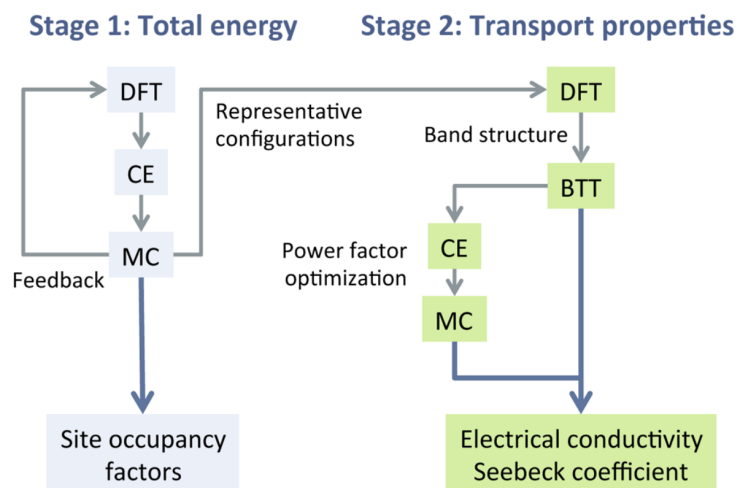 Stage 1: Total energy
Stage 2: Transport properties
DFT
CE
MC
Feedback
Site occupancy
factors
Representative
configurations
DFT
Band structure
BTT
CE
Power factor
optimization
MC
Electrical conductivity
Seebeck coefficient